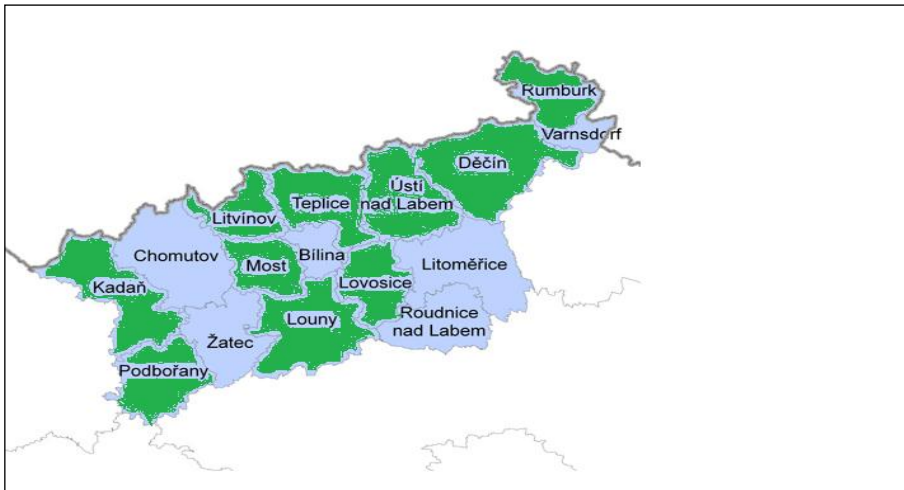 Rumburk
Varnsdorf
Děčín
Ústí
nad Labem
Teplice
Litvínov
Bílina
Chomutov
Most
Litoměřice
Lovosice
Kadaň
Roudnice
nad Labem
Louny
Žatec
Podbořany